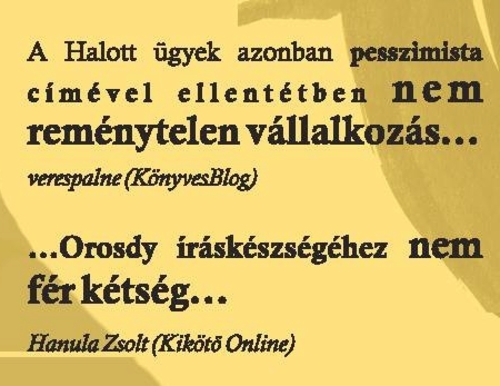 A Halott ügyek azonban pesszimista
címével ellentétben nem
reménytelen vállalkozás...
verespalne (KönyvesBlog)
...Orosdy íráskészségéhez nem
fér kétség...
Hanula Zsolt (Kikötő Online)